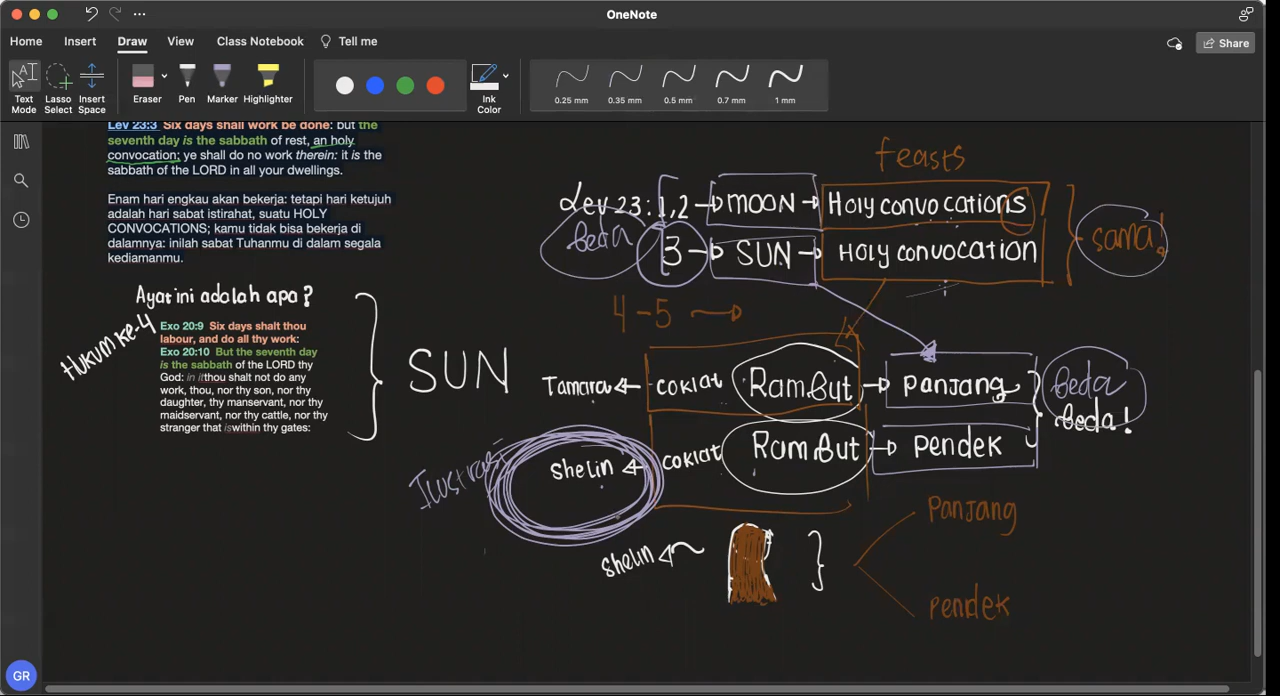 OneNote
Home Insert Draw View Class Notebook Tell me
Share
Text Mode
Lasso Select
Insert Space
Eraser
Pen
Marker
Highlighter
Ink Color
0.25 mm
0.35 mm
0.5 mm
0.7 mm
1 mm
Lev 23:3 Six days shall work be done: but the
seventh day is the sabbath of rest, an holy
convocation; ye shall do no work therein: it is the
sabbath of the LORD in all your dwellings.
Enam hari engkau akan bekerja: tetapi hari ketujuh
adalah hari sabat istirahat, suatu HOLY
CONVOCATIONS; kamu tidak bisa bekerja di
dalamnya: inilah sabat Tuhanmu di dalam segala
kediamanmu.
Ayat ini adalah apa?
Hukum ke-4
Exo 20:9 Six days shalt thou
labour, and do all thy work:
Exo 20:10 But the seventh day
is the sabbath of the LORD thy
God: in it thou shalt not do any
work, thou, nor thy son, nor thy
daughter, thy manservant, nor thy
maidservant, nor thy cattle, nor thy
stranger that is within thy gates:
SUN
feasts
Lev 23: 1,2 → MOON → Holy convocations
beda 3 → SUN → Holy convocation
sama!
4-5 →
Tamara ← coklat Rambut → panjang
Beda
Beda!
Ilustrasi
Shelin ← coklat Rambut → pendek
Shelin ←
Panjang
pendek
GR